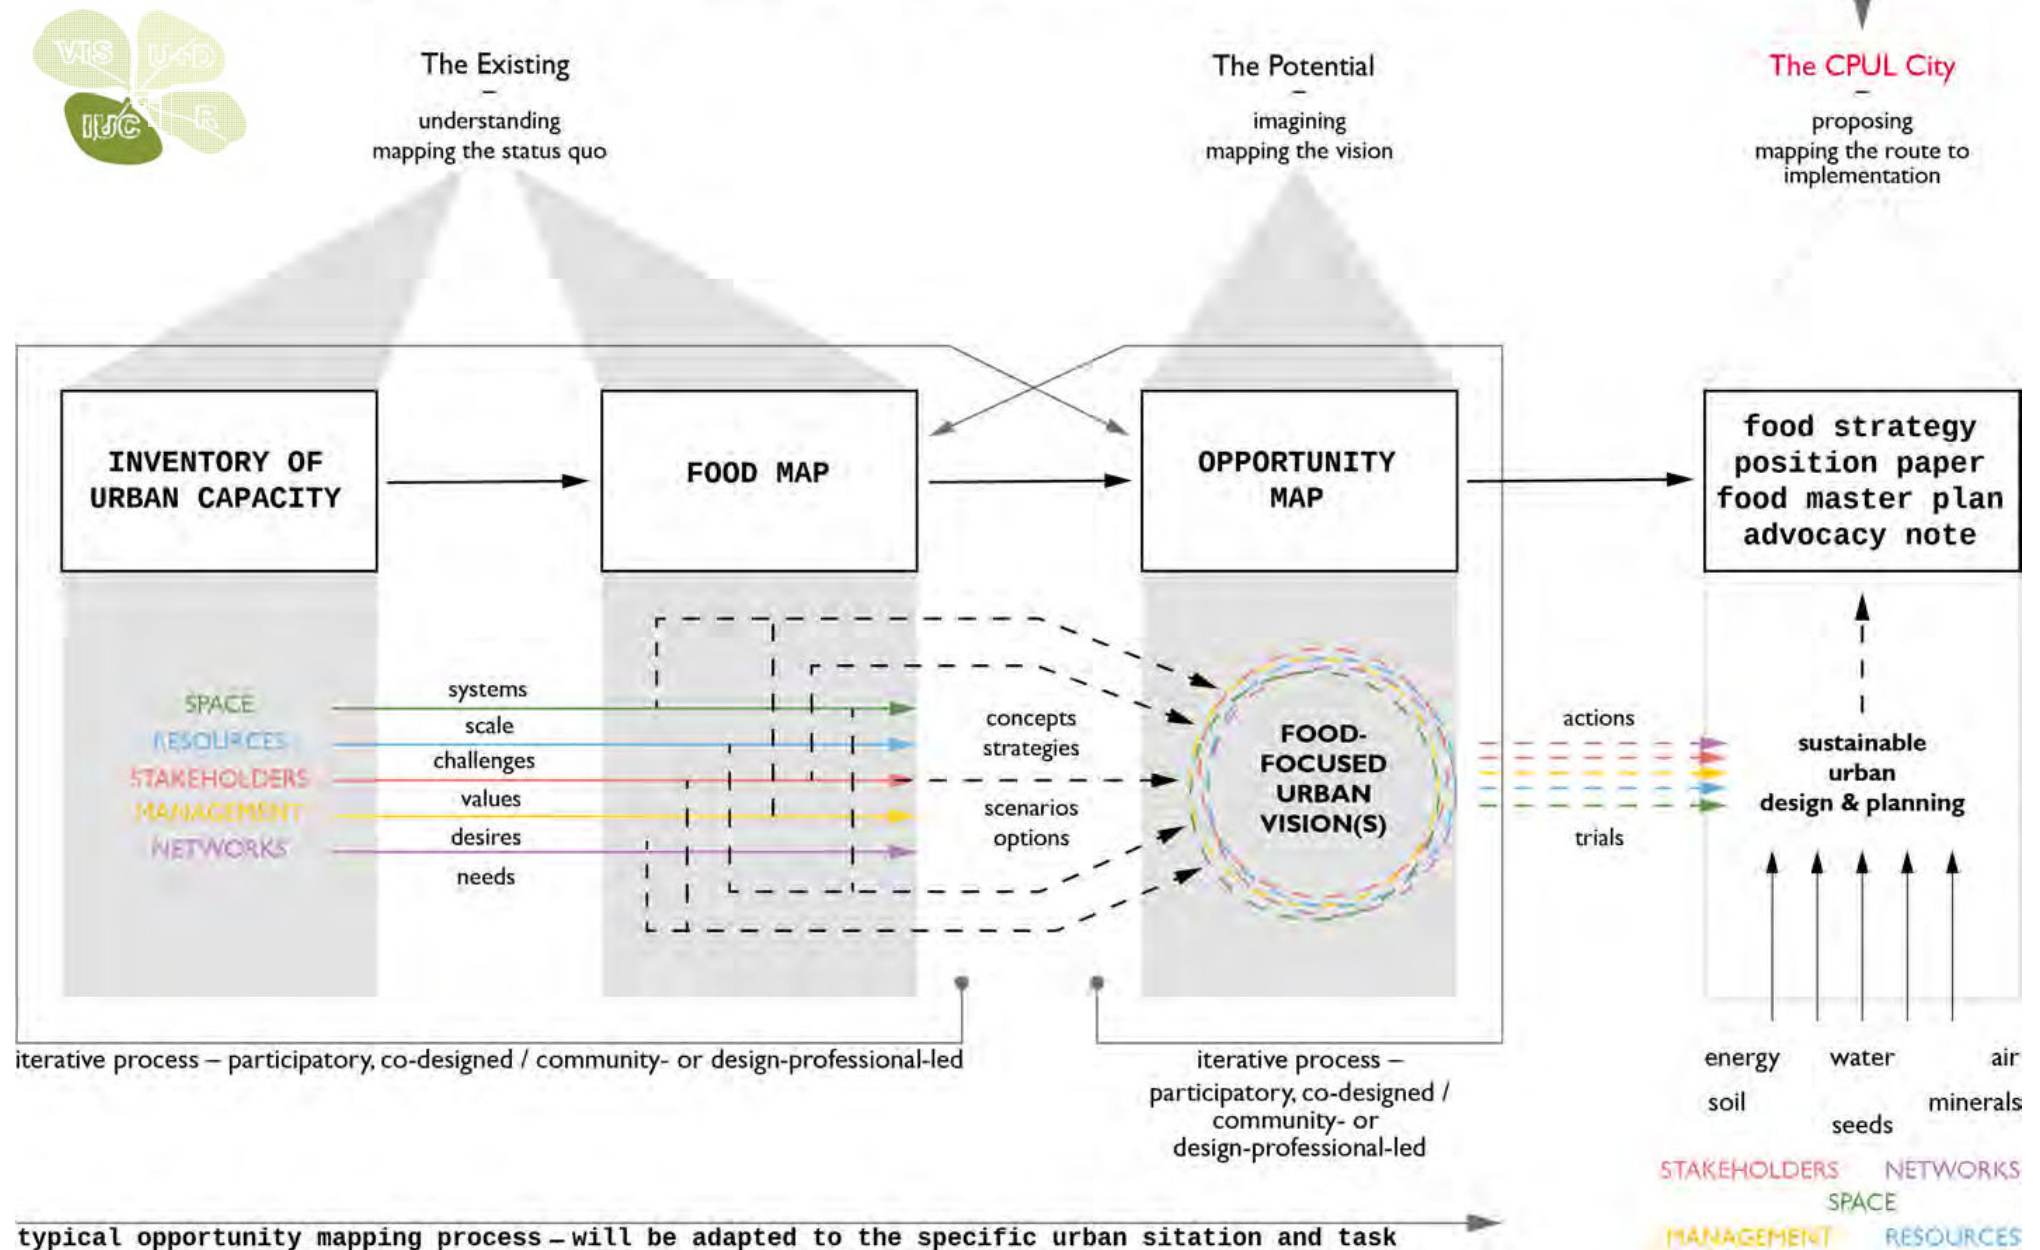 VIS
U+D
IUC
R
The Existing
–
understanding
mapping the status quo
The Potential
–
imagining
mapping the vision
The CPUL City
–
proposing
mapping the route to
implementation
INVENTORY OF
URBAN CAPACITY
FOOD MAP
OPPORTUNITY
MAP
food strategy
position paper
food master plan
advocacy note
SPACE
RESOURCES
STAKEHOLDERS
MANAGEMENT
NETWORKS
systems
scale
challenges
values
desires
needs
concepts
strategies
scenarios
options
FOOD-
FOCUSED
URBAN
VISION(S)
actions
trials
sustainable
urban
design & planning
iterative process – participatory, co-designed / community- or design-professional-led
iterative process –
participatory, co-designed /
community- or
design-professional-led
energy water air
soil minerals
seeds
STAKEHOLDERS NETWORKS
SPACE
MANAGEMENT RESOURCES
typical opportunity mapping process – will be adapted to the specific urban sitation and task